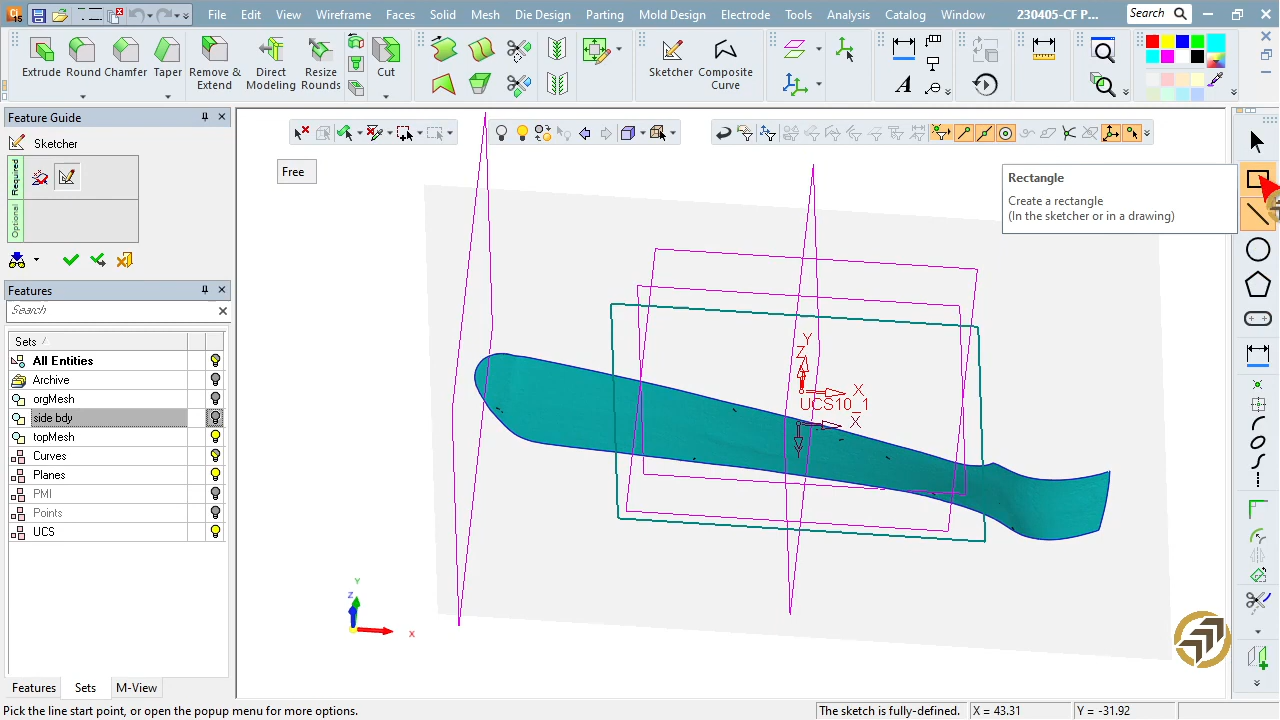 File Edit View Wireframe Faces Solid Mesh Die Design Parting Mold Design Electrode Tools Analysis Catalog Window 230405-CF P... Search
Extrude Round Chamfer Taper Remove & Extend Direct Modeling Resize Rounds Cut Sketcher Composite Curve
Feature Guide
Sketcher
Required
Optional
Features
Search
Sets
All Entities
Archive
orgMesh
side bdy
topMesh
Curves
Planes
PMI
Points
UCS
Features Sets M-View
Free
Rectangle
Create a rectangle
(In the sketcher or in a drawing)
Y
Z
X
UCS10_1
X
Y
Z
X
Pick the line start point, or open the popup menu for more options. The sketch is fully-defined. X = 43.31 Y = -31.92